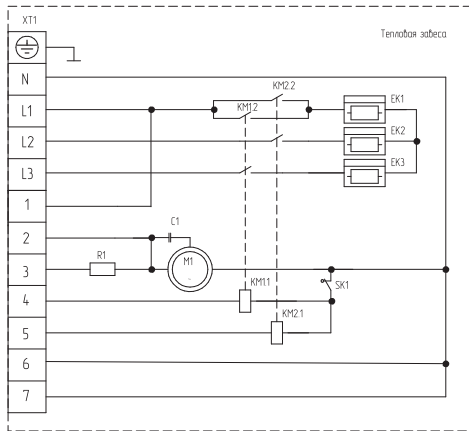 XT1
Тепловая завеса
N
KM2.2
L1
KM1.2
EK1
L2
EK2
L3
EK3
1
C1
2
R1
M1
3
KM1.1
SK1
4
KM2.1
5
6
7